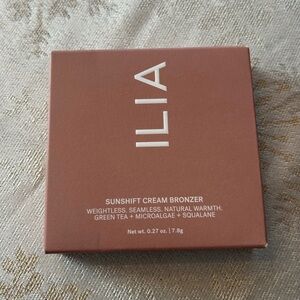 ILIA
SUNSHIFT CREAM BRONZER
WEIGHTLESS. SEAMLESS. NATURAL WARMTH.
GREEN TEA + MICROALGAE + SQUALANE
Net wt. 0.27 oz. | 7.8g